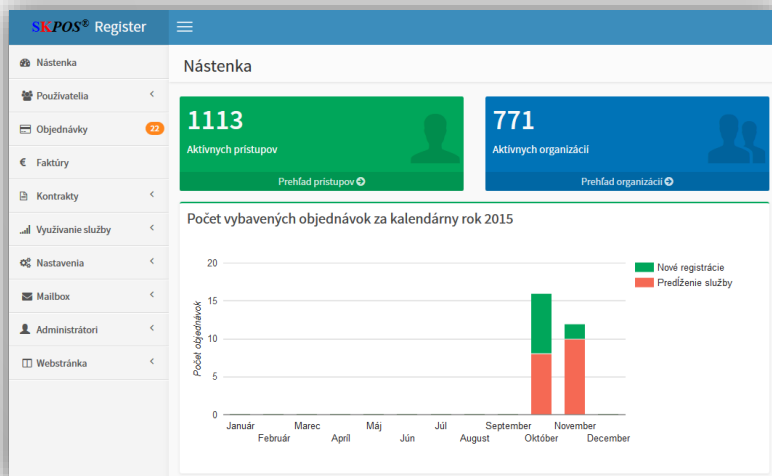 SKPOS® Register
Nástenka
Používatelia
Objednávky 22
€ Faktúry
Kontrakty
Využívanie služby
Nastavenia
Mailbox
Administrátori
Webstránka
Nástenka
1113
Aktívnych prístupov
Prehľad prístupov
771
Aktívnych organizácií
Prehľad organizácií
Počet vybavených objednávok za kalendárny rok 2015
Počet objednávok
20
15
10
5
0
Január Február Marec Apríl Máj Jún Júl August September Október November December
Nové registrácie
Predĺženie služby